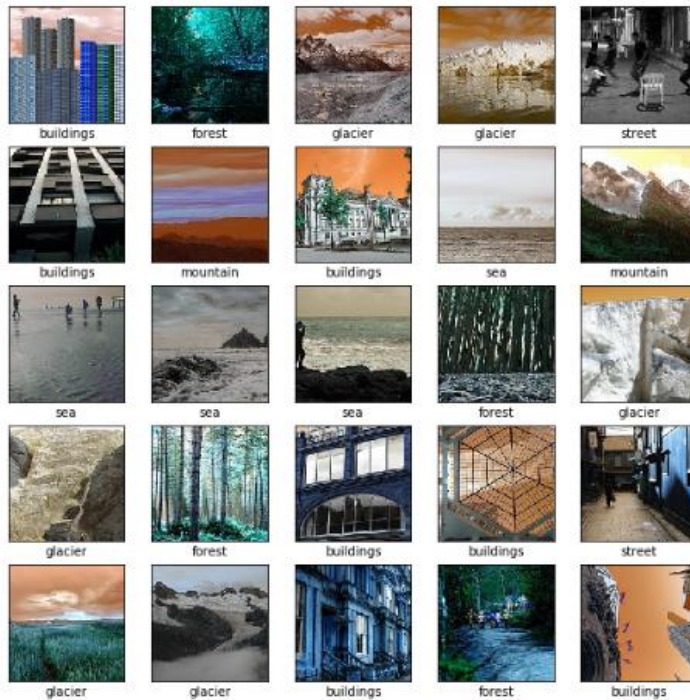 buildings forest glacier glacier street
buildings mountain buildings sea mountain
sea sea sea forest glacier
glacier forest buildings buildings street
glacier glacier buildings forest buildings